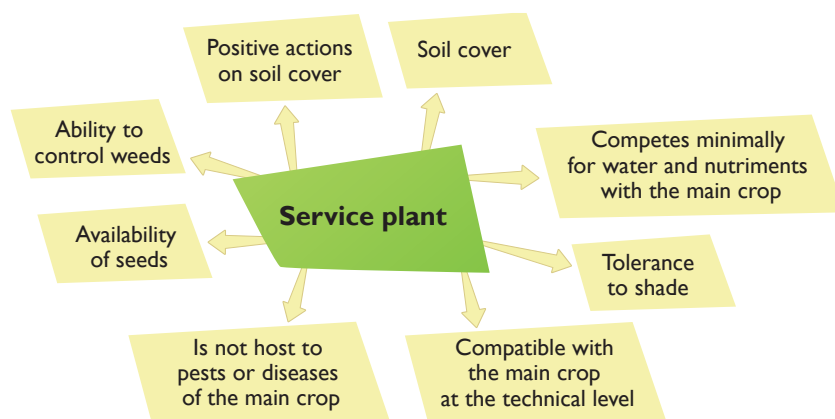 Positive actions
on soil cover
Soil cover
Ability to
control weeds
Competes minimally
for water and nutriments
with the main crop
Service plant
Availability
of seeds
Tolerance
to shade
Is not host to
pests or diseases
of the main crop
Compatible with
the main crop
at the technical level